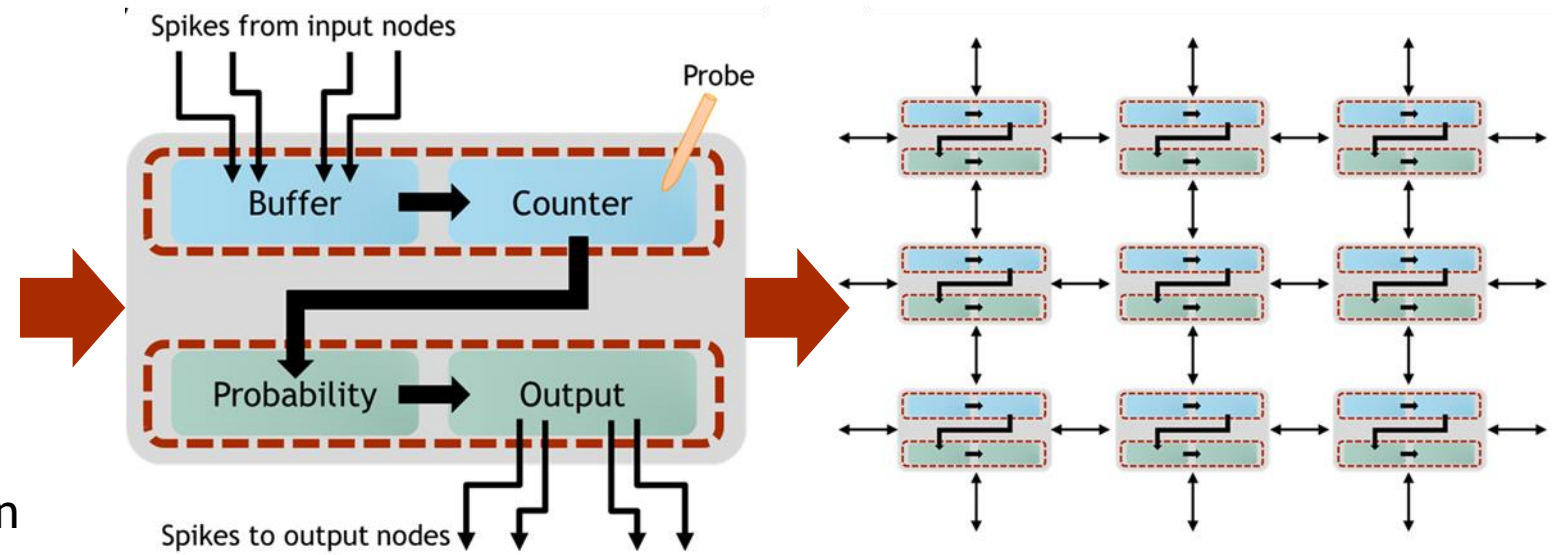 Spikes from input nodes
Probe
Buffer
Counter
Probability
Output
Spikes to output nodes